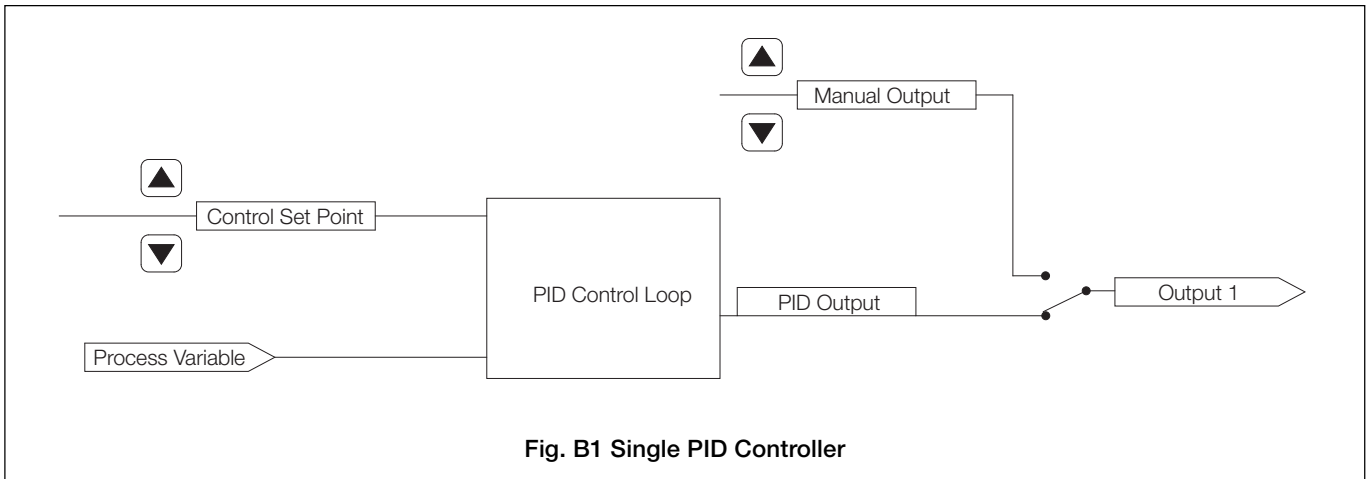 Manual Output
Control Set Point
PID Control Loop
PID Output
Output 1
Process Variable
Fig. B1 Single PID Controller